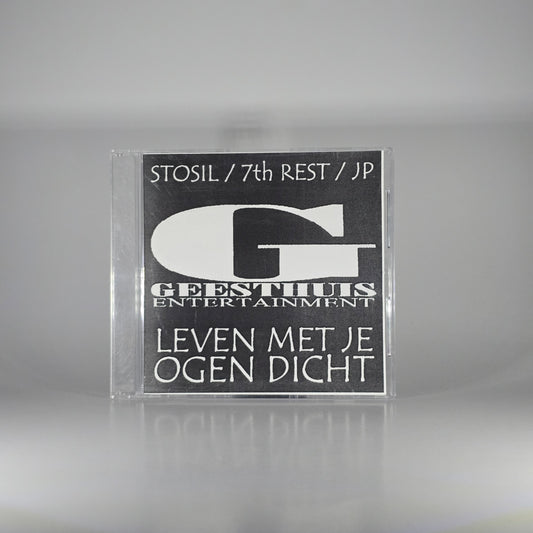 STOSIL / 7th REST / JP
G
GEESTHUIS
ENTERTAINMENT
LEVEN MET JE
OGEN DICHT